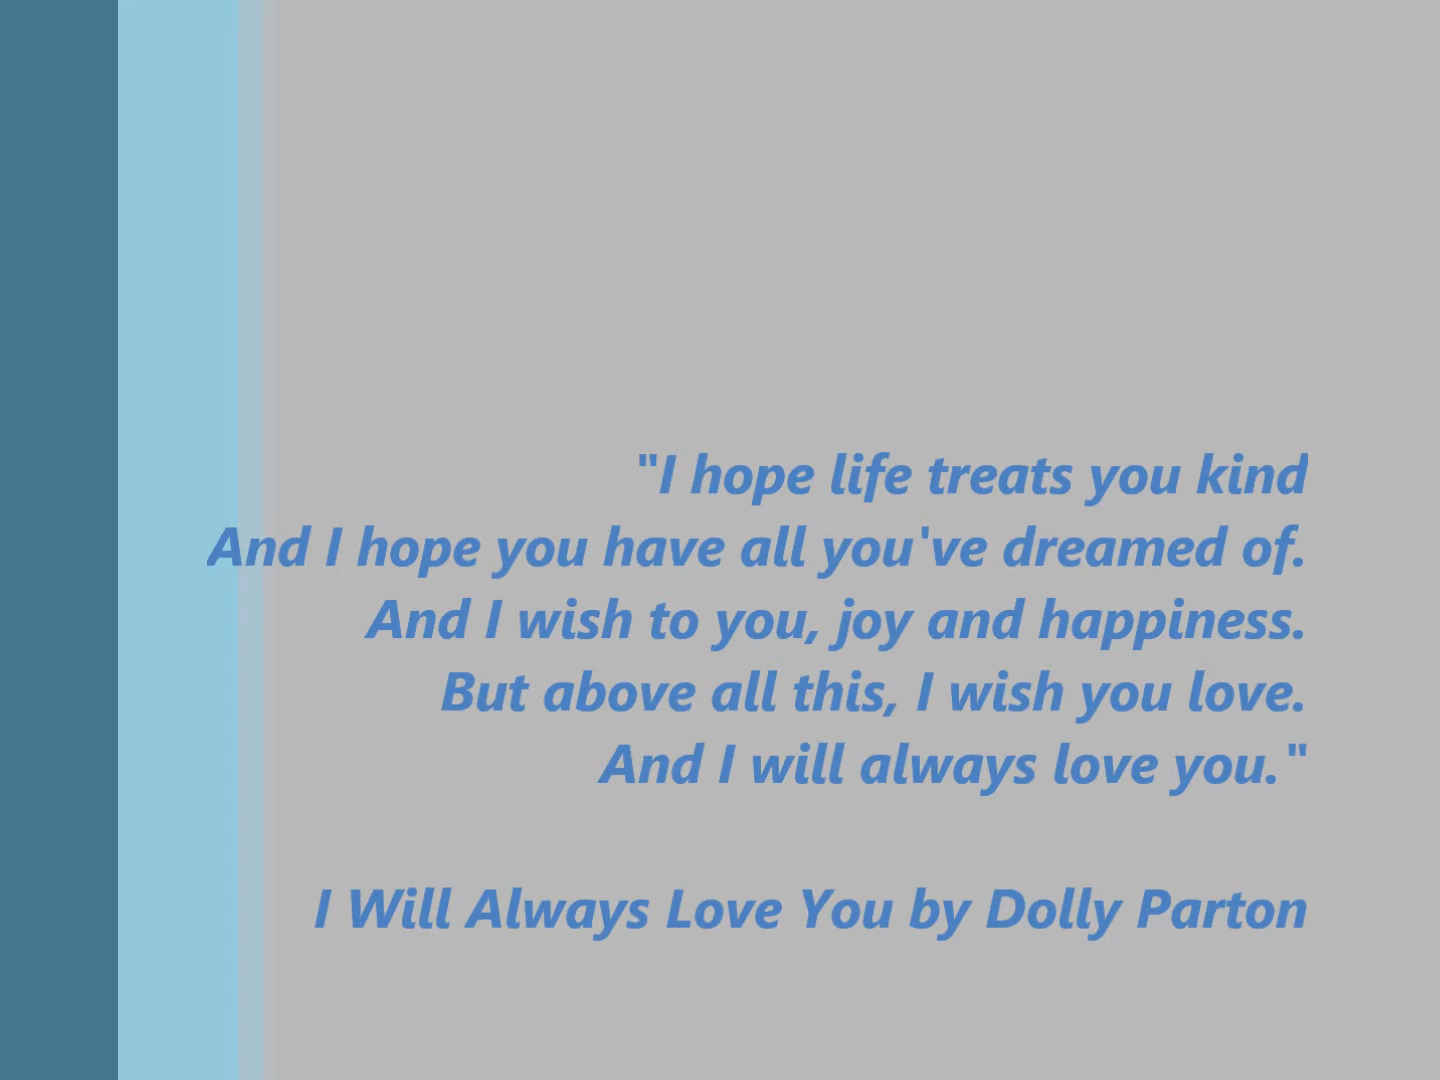 "I hope life treats you kind
And I hope you have all you've dreamed of.
And I wish to you, joy and happiness.
But above all this, I wish you love.
And I will always love you."
I Will Always Love You by Dolly Parton